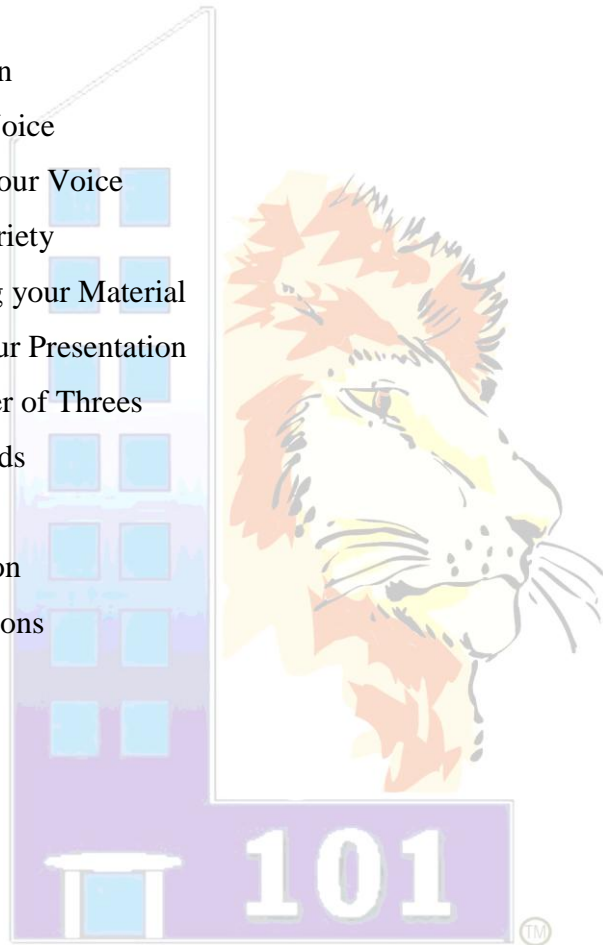 n
oice
our Voice
riety
g your Material
ur Presentation
er of Threes
ds
on
ons
101
TM